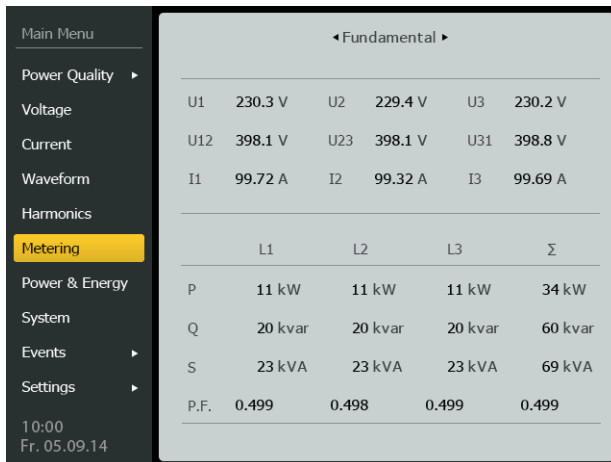 Main Menu
Power Quality ▸
Voltage
Current
Waveform
Harmonics
Metering
Power & Energy
System
Events ▸
Settings ▸
10:00
Fr. 05.09.14
◂ Fundamental ▸
U1 230.3 V U2 229.4 V U3 230.2 V
U12 398.1 V U23 398.1 V U31 398.8 V
I1 99.72 A I2 99.32 A I3 99.69 A
L1 L2 L3 Σ
P 11 kW 11 kW 11 kW 34 kW
Q 20 kvar 20 kvar 20 kvar 60 kvar
S 23 kVA 23 kVA 23 kVA 69 kVA
P.F. 0.499 0.498 0.499 0.499